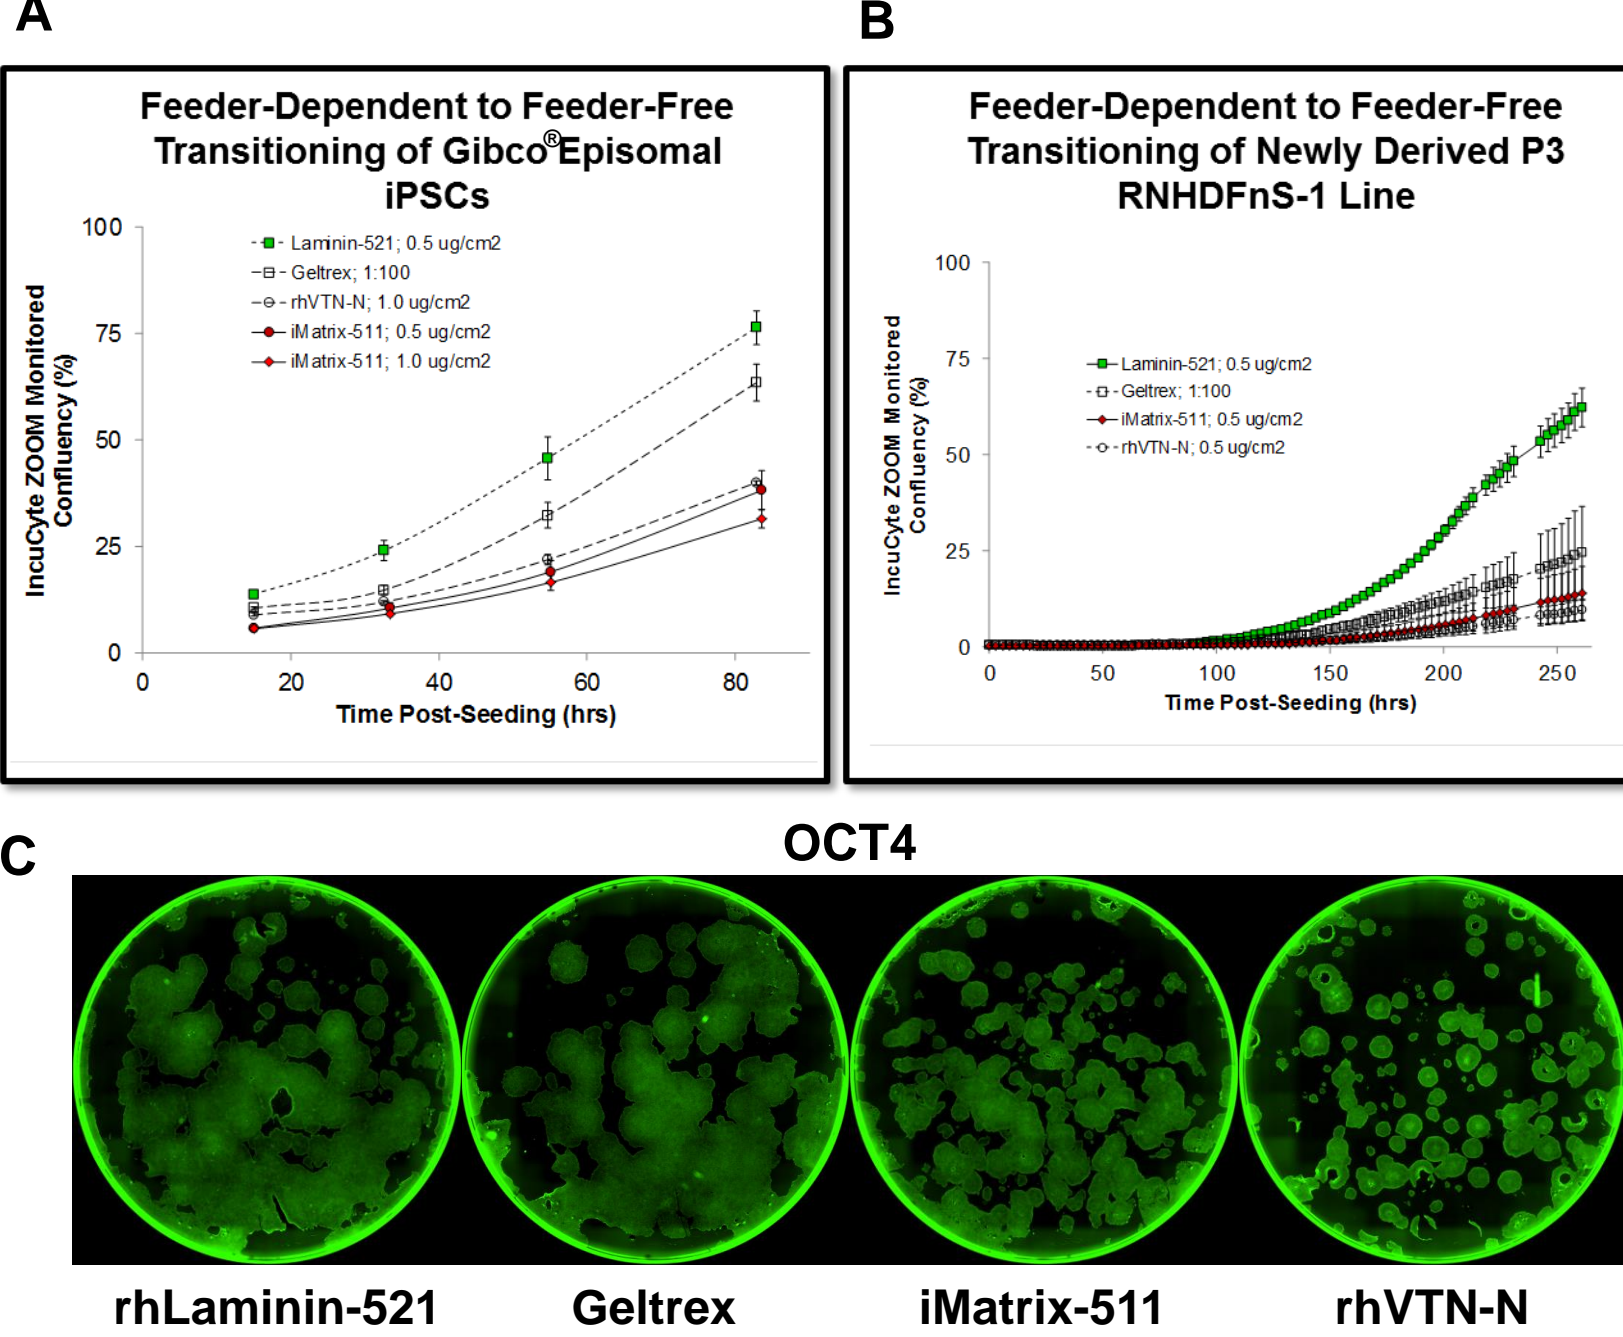 A
B
Feeder-Dependent to Feeder-Free
Transitioning of Gibco®Episomal
iPSCs
100
75
50
25
0
0 20 40 60 80
IncuCyte ZOOM Monitored
Confluency (%)
Time Post-Seeding (hrs)
Laminin-521; 0.5 ug/cm2
Geltrex; 1:100
rhVTN-N; 1.0 ug/cm2
iMatrix-511; 0.5 ug/cm2
iMatrix-511; 1.0 ug/cm2
Feeder-Dependent to Feeder-Free
Transitioning of Newly Derived P3
RNHDFnS-1 Line
100
75
50
25
0
0 50 100 150 200 250
IncuCyte ZOOM Monitored
Confluency (%)
Time Post-Seeding (hrs)
Laminin-521; 0.5 ug/cm2
Geltrex; 1:100
iMatrix-511; 0.5 ug/cm2
rhVTN-N; 0.5 ug/cm2
C
OCT4
rhLaminin-521
Geltrex
iMatrix-511
rhVTN-N